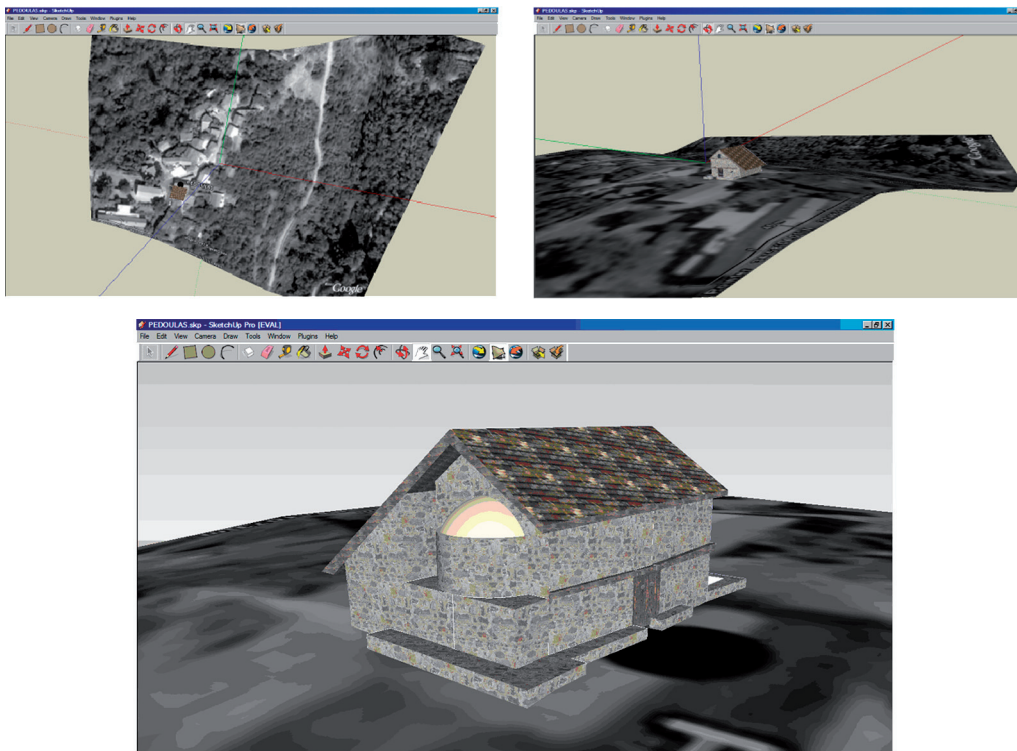 PEDOULAS.skp - SketchUp
File Edit View Camera Draw Tools Window Plugins Help
Google
PEDOULAS.skp - SketchUp
File Edit View Camera Draw Tools Window Plugins Help
Google
PEDOULAS.skp - SketchUp Pro [EVAL]
File Edit View Camera Draw Tools Window Plugins Help